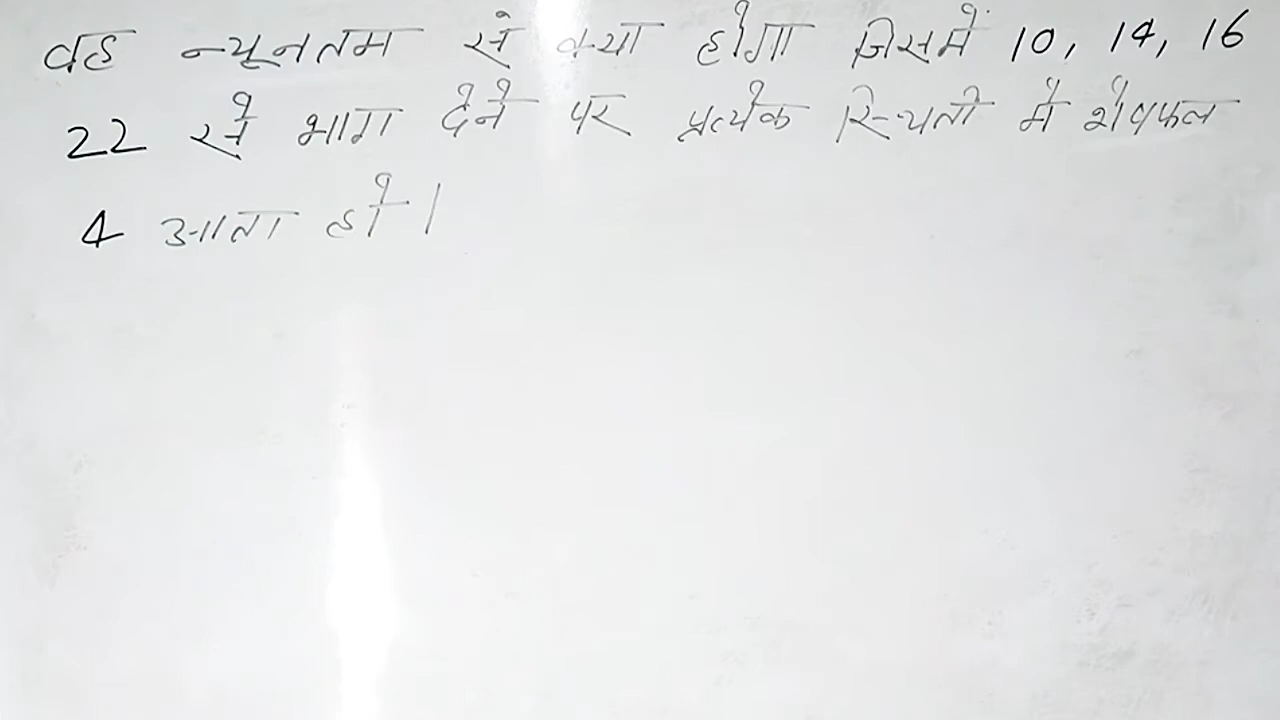 वह न्यूनतम सं क्या होगा जिसमें 10, 14, 16
22 से भाग देने पर प्रत्येक स्थिती में शेषफल
4 आता हो।